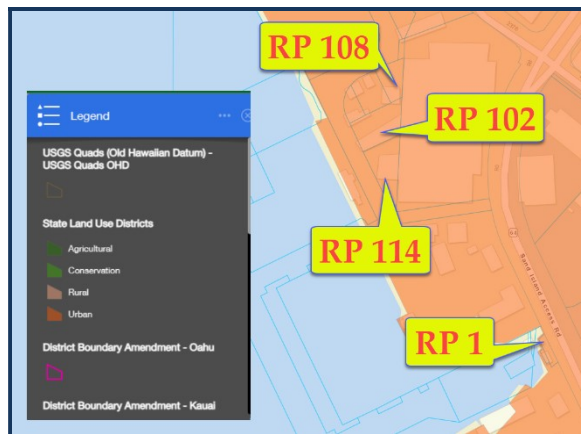 RP 108
RP 102
RP 114
RP 1
Sand Island Access Rd
Legend
USGS Quads (Old Hawaiian Datum) -
USGS Quads OHD
State Land Use Districts
Agricultural
Conservation
Rural
Urban
District Boundary Amendment - Oahu
District Boundary Amendment - Kauai